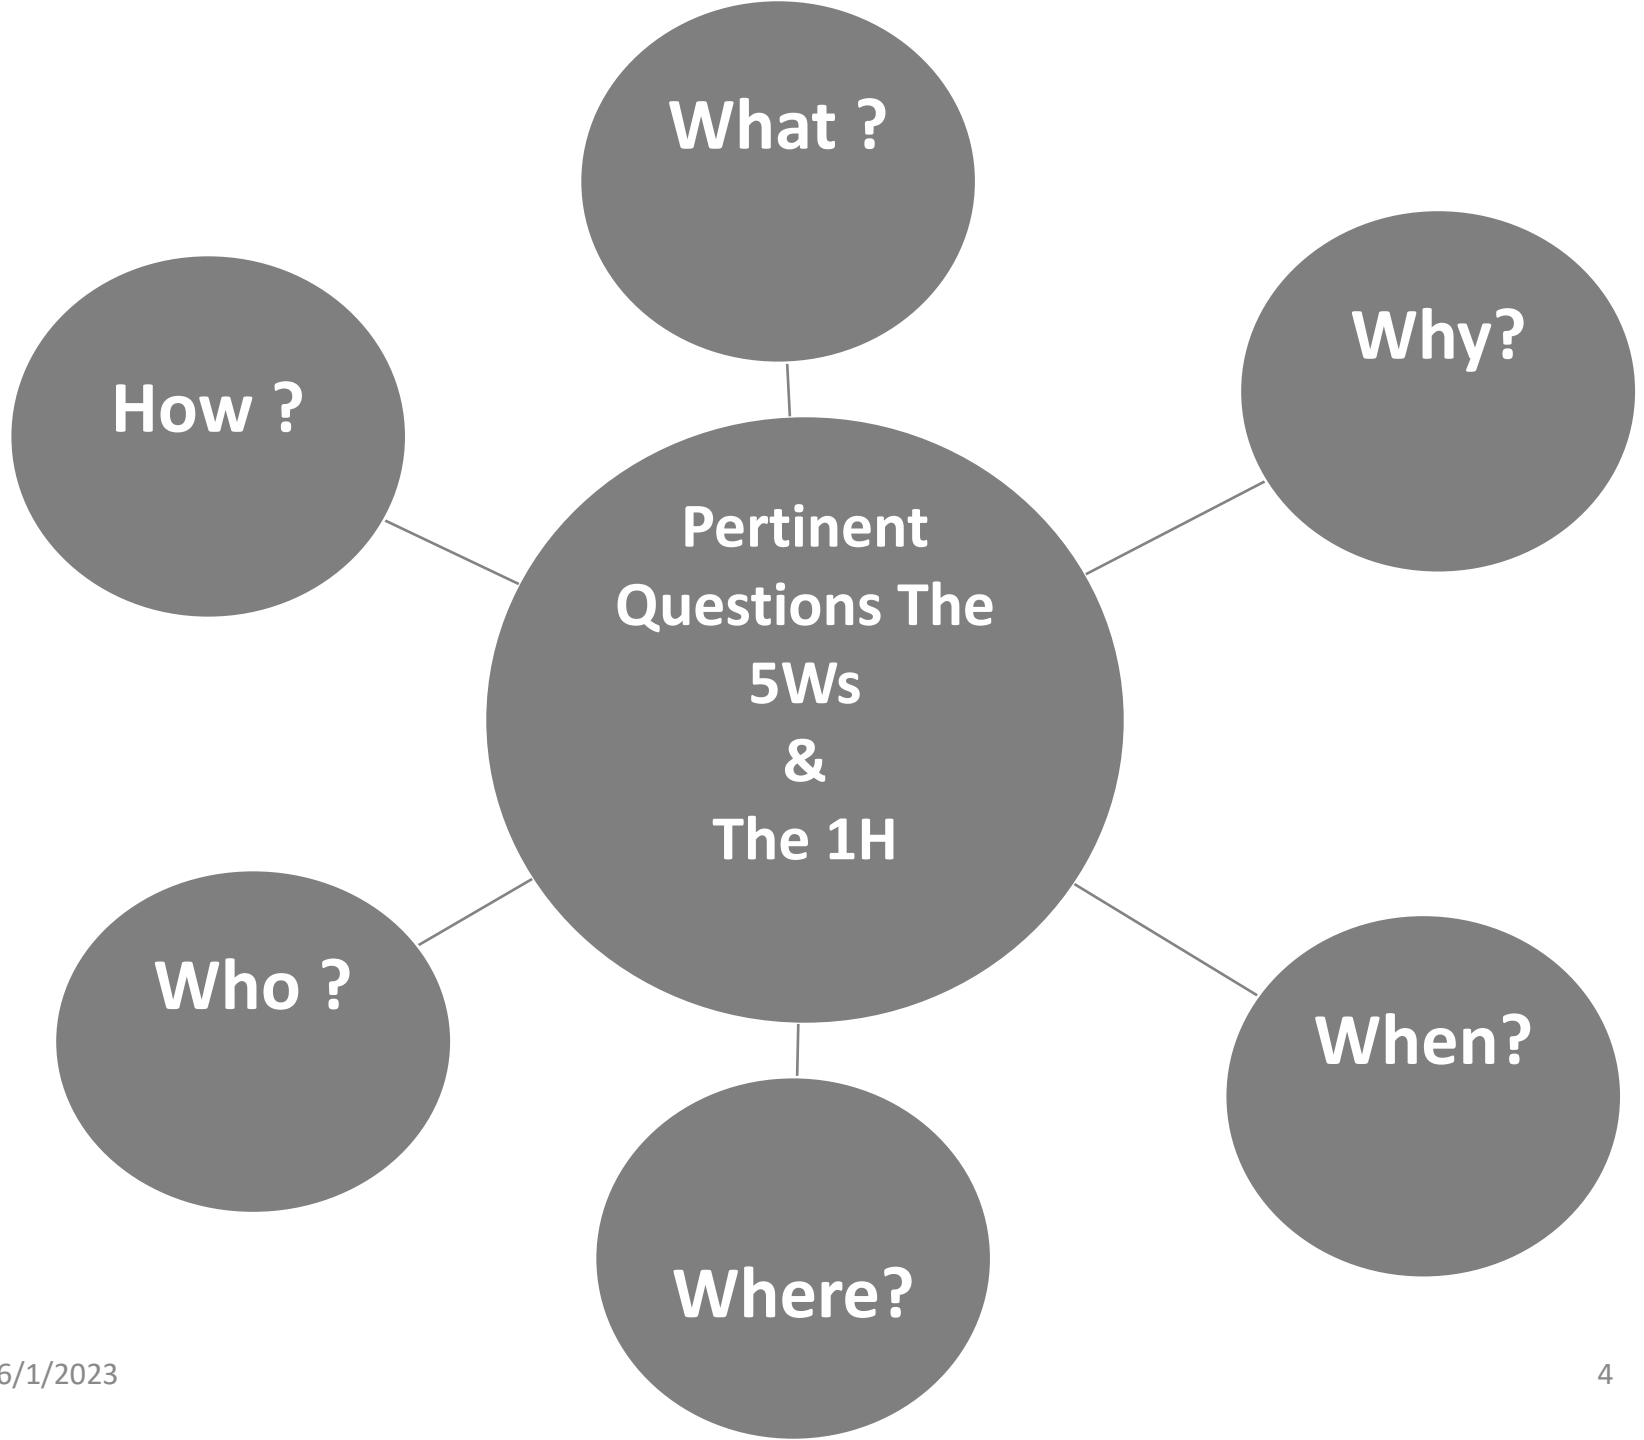 What ?
Why?
How ?
Pertinent
Questions The
5Ws
&
The 1H
Who ?
When?
Where?
6/1/2023
4